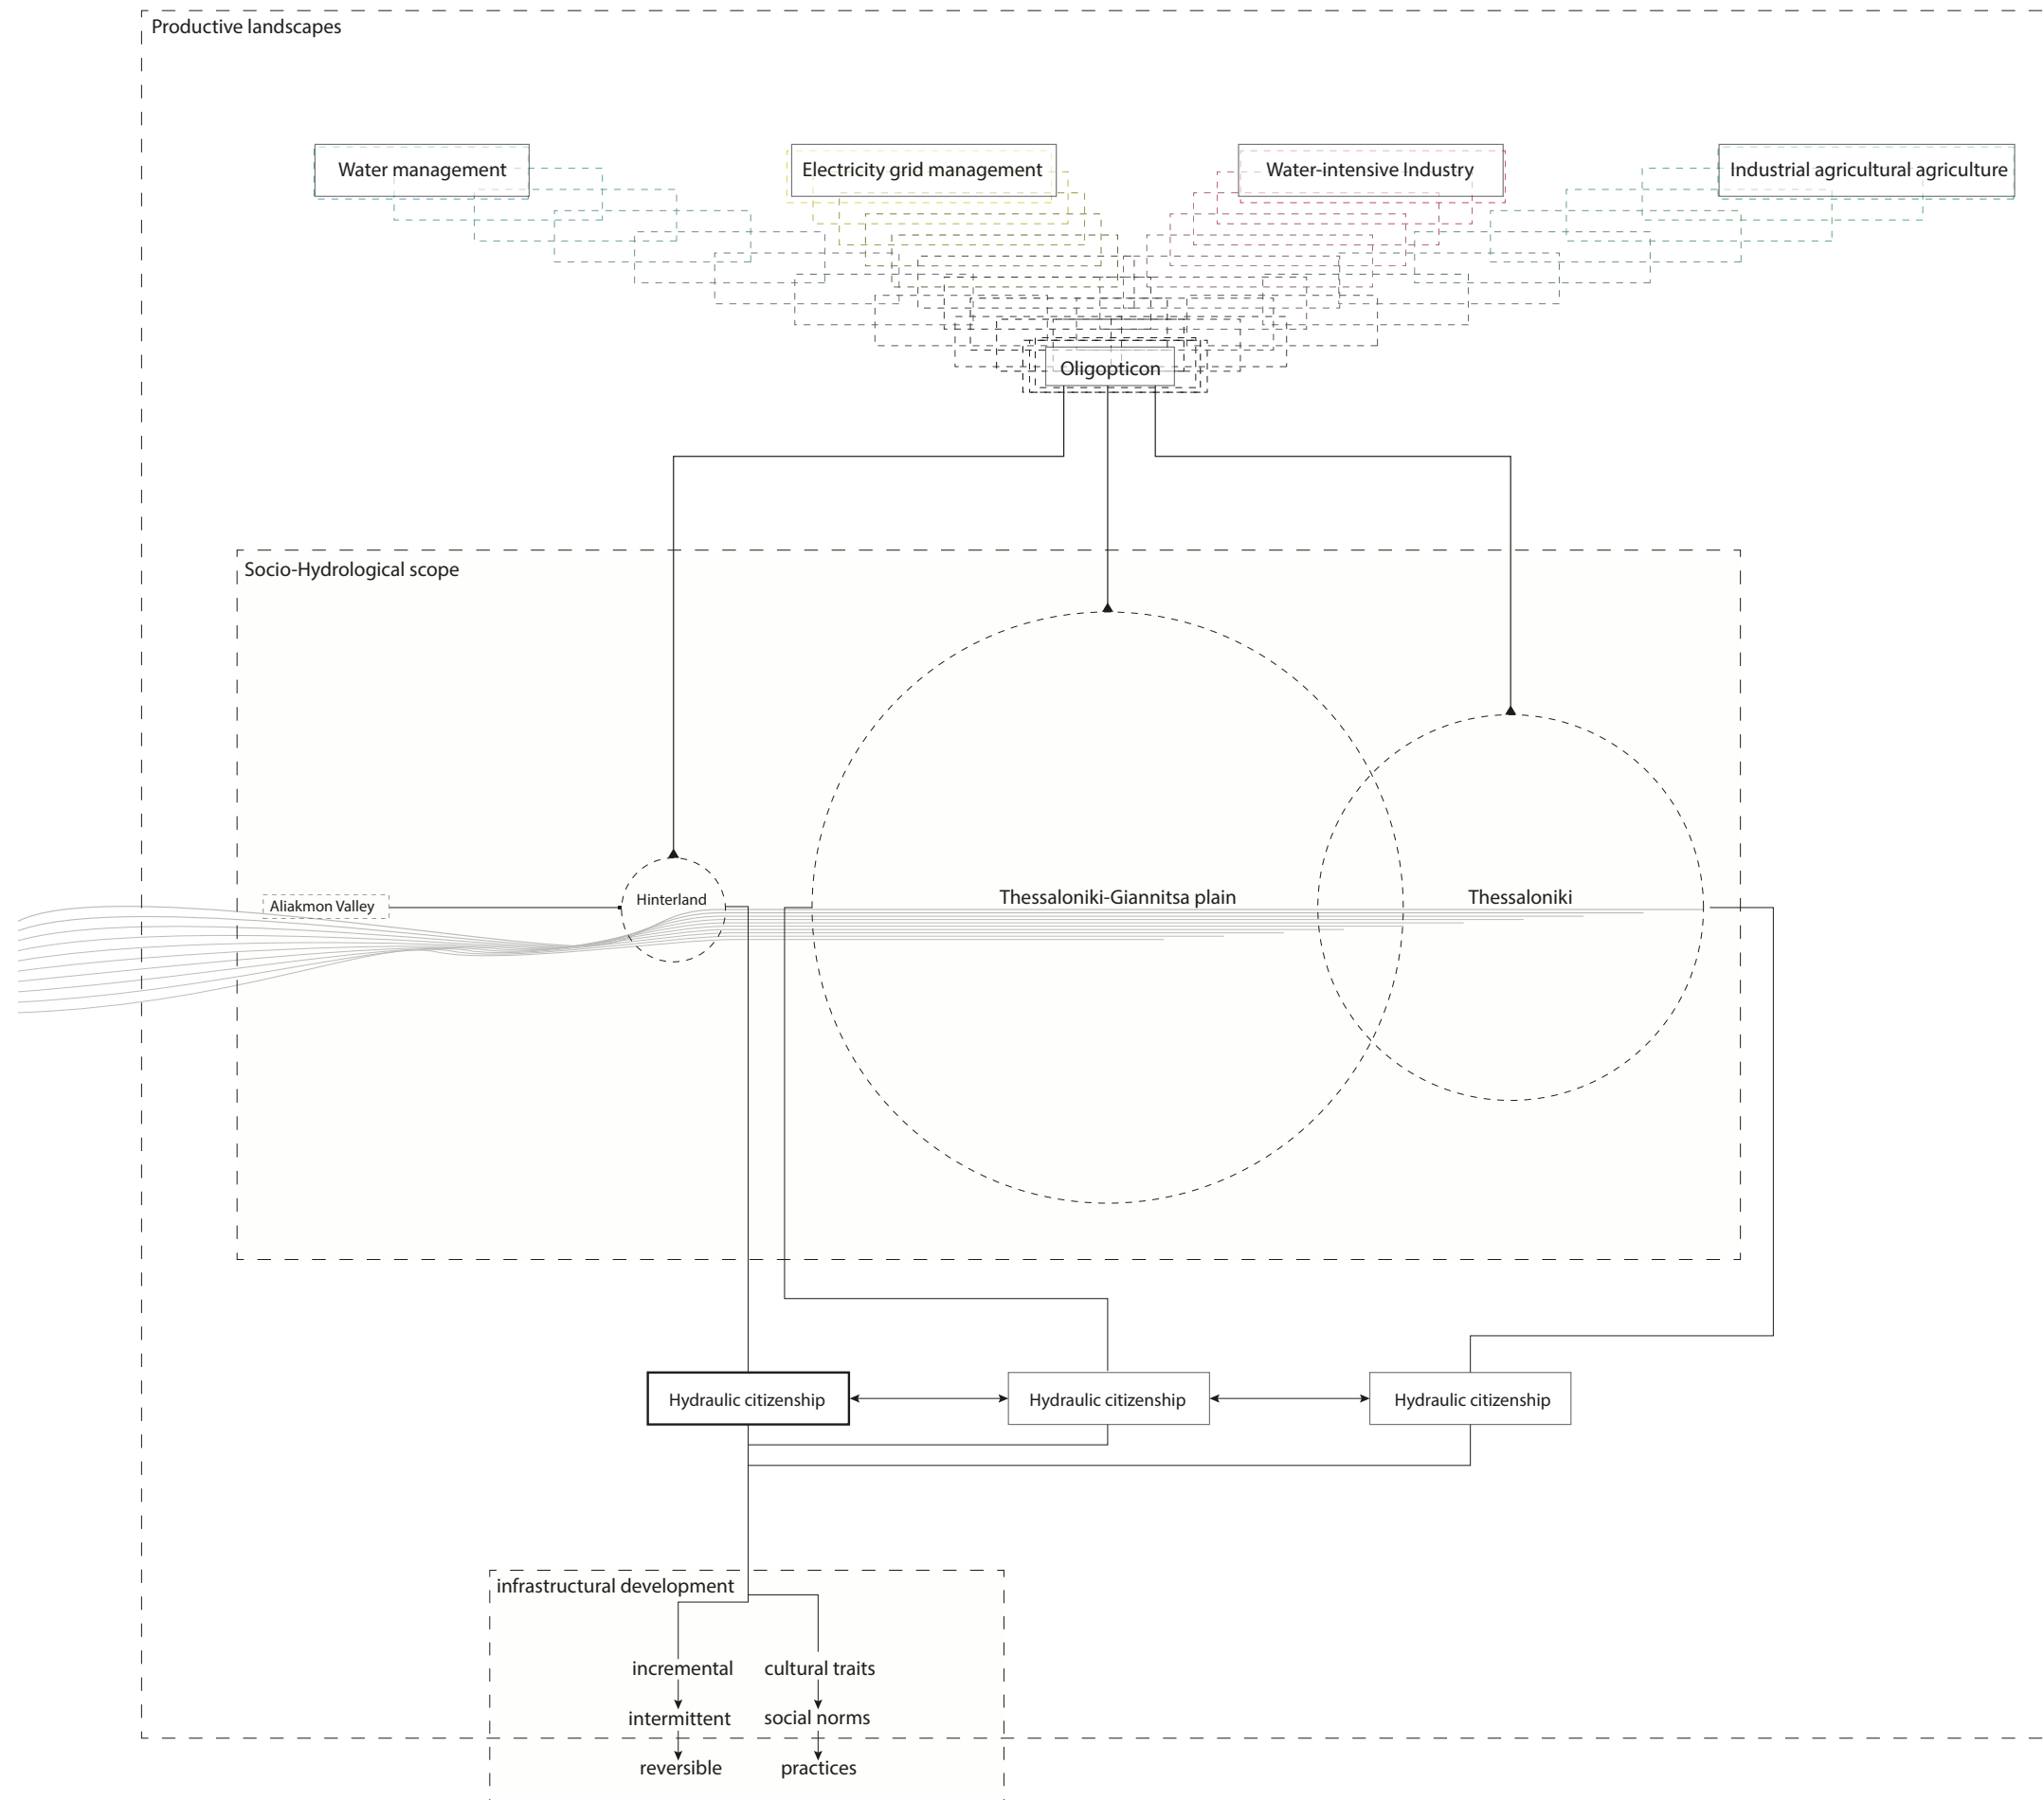 Productive landscapes
Water management
Electricity grid management
Water-intensive Industry
Industrial agricultural agriculture
Oligopticon
Socio-Hydrological scope
Aliakmon Valley
Hinterland
Thessaloniki-Giannitsa plain
Thessaloniki
Hydraulic citizenship
Hydraulic citizenship
Hydraulic citizenship
infrastructural development
incremental
cultural traits
intermittent
social norms
reversible
practices